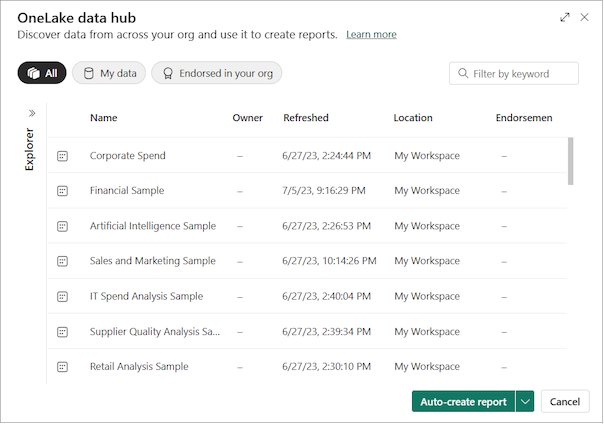 OneLake data hub
Discover data from across your org and use it to create reports. Learn more
All My data Endorsed in your org Filter by keyword
Explorer
Name Owner Refreshed Location Endorsemen
Corporate Spend – 6/27/23, 2:24:44 PM My Workspace –
Financial Sample – 7/5/23, 9:16:29 PM My Workspace –
Artificial Intelligence Sample – 6/27/23, 2:26:53 PM My Workspace –
Sales and Marketing Sample – 6/27/23, 10:14:26 PM My Workspace –
IT Spend Analysis Sample – 6/27/23, 2:40:04 PM My Workspace –
Supplier Quality Analysis Sa... – 6/27/23, 2:39:34 PM My Workspace –
Retail Analysis Sample – 6/27/23, 2:30:10 PM My Workspace –
Auto-create report Cancel